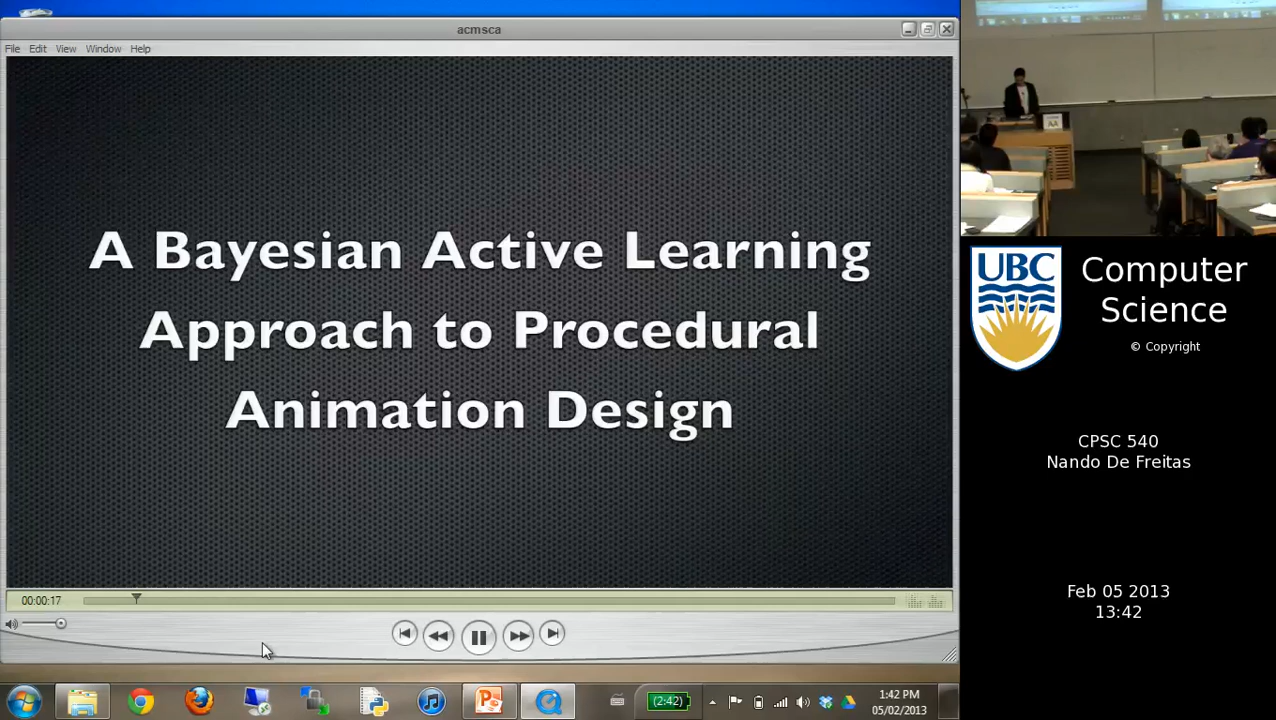 acmsca
File Edit View Window Help
A Bayesian Active Learning
Approach to Procedural
Animation Design
00:00:17
(2:42)
1:42 PM
05/02/2013
UBC
Computer
Science
© Copyright
CPSC 540
Nando De Freitas
Feb 05 2013
13:42